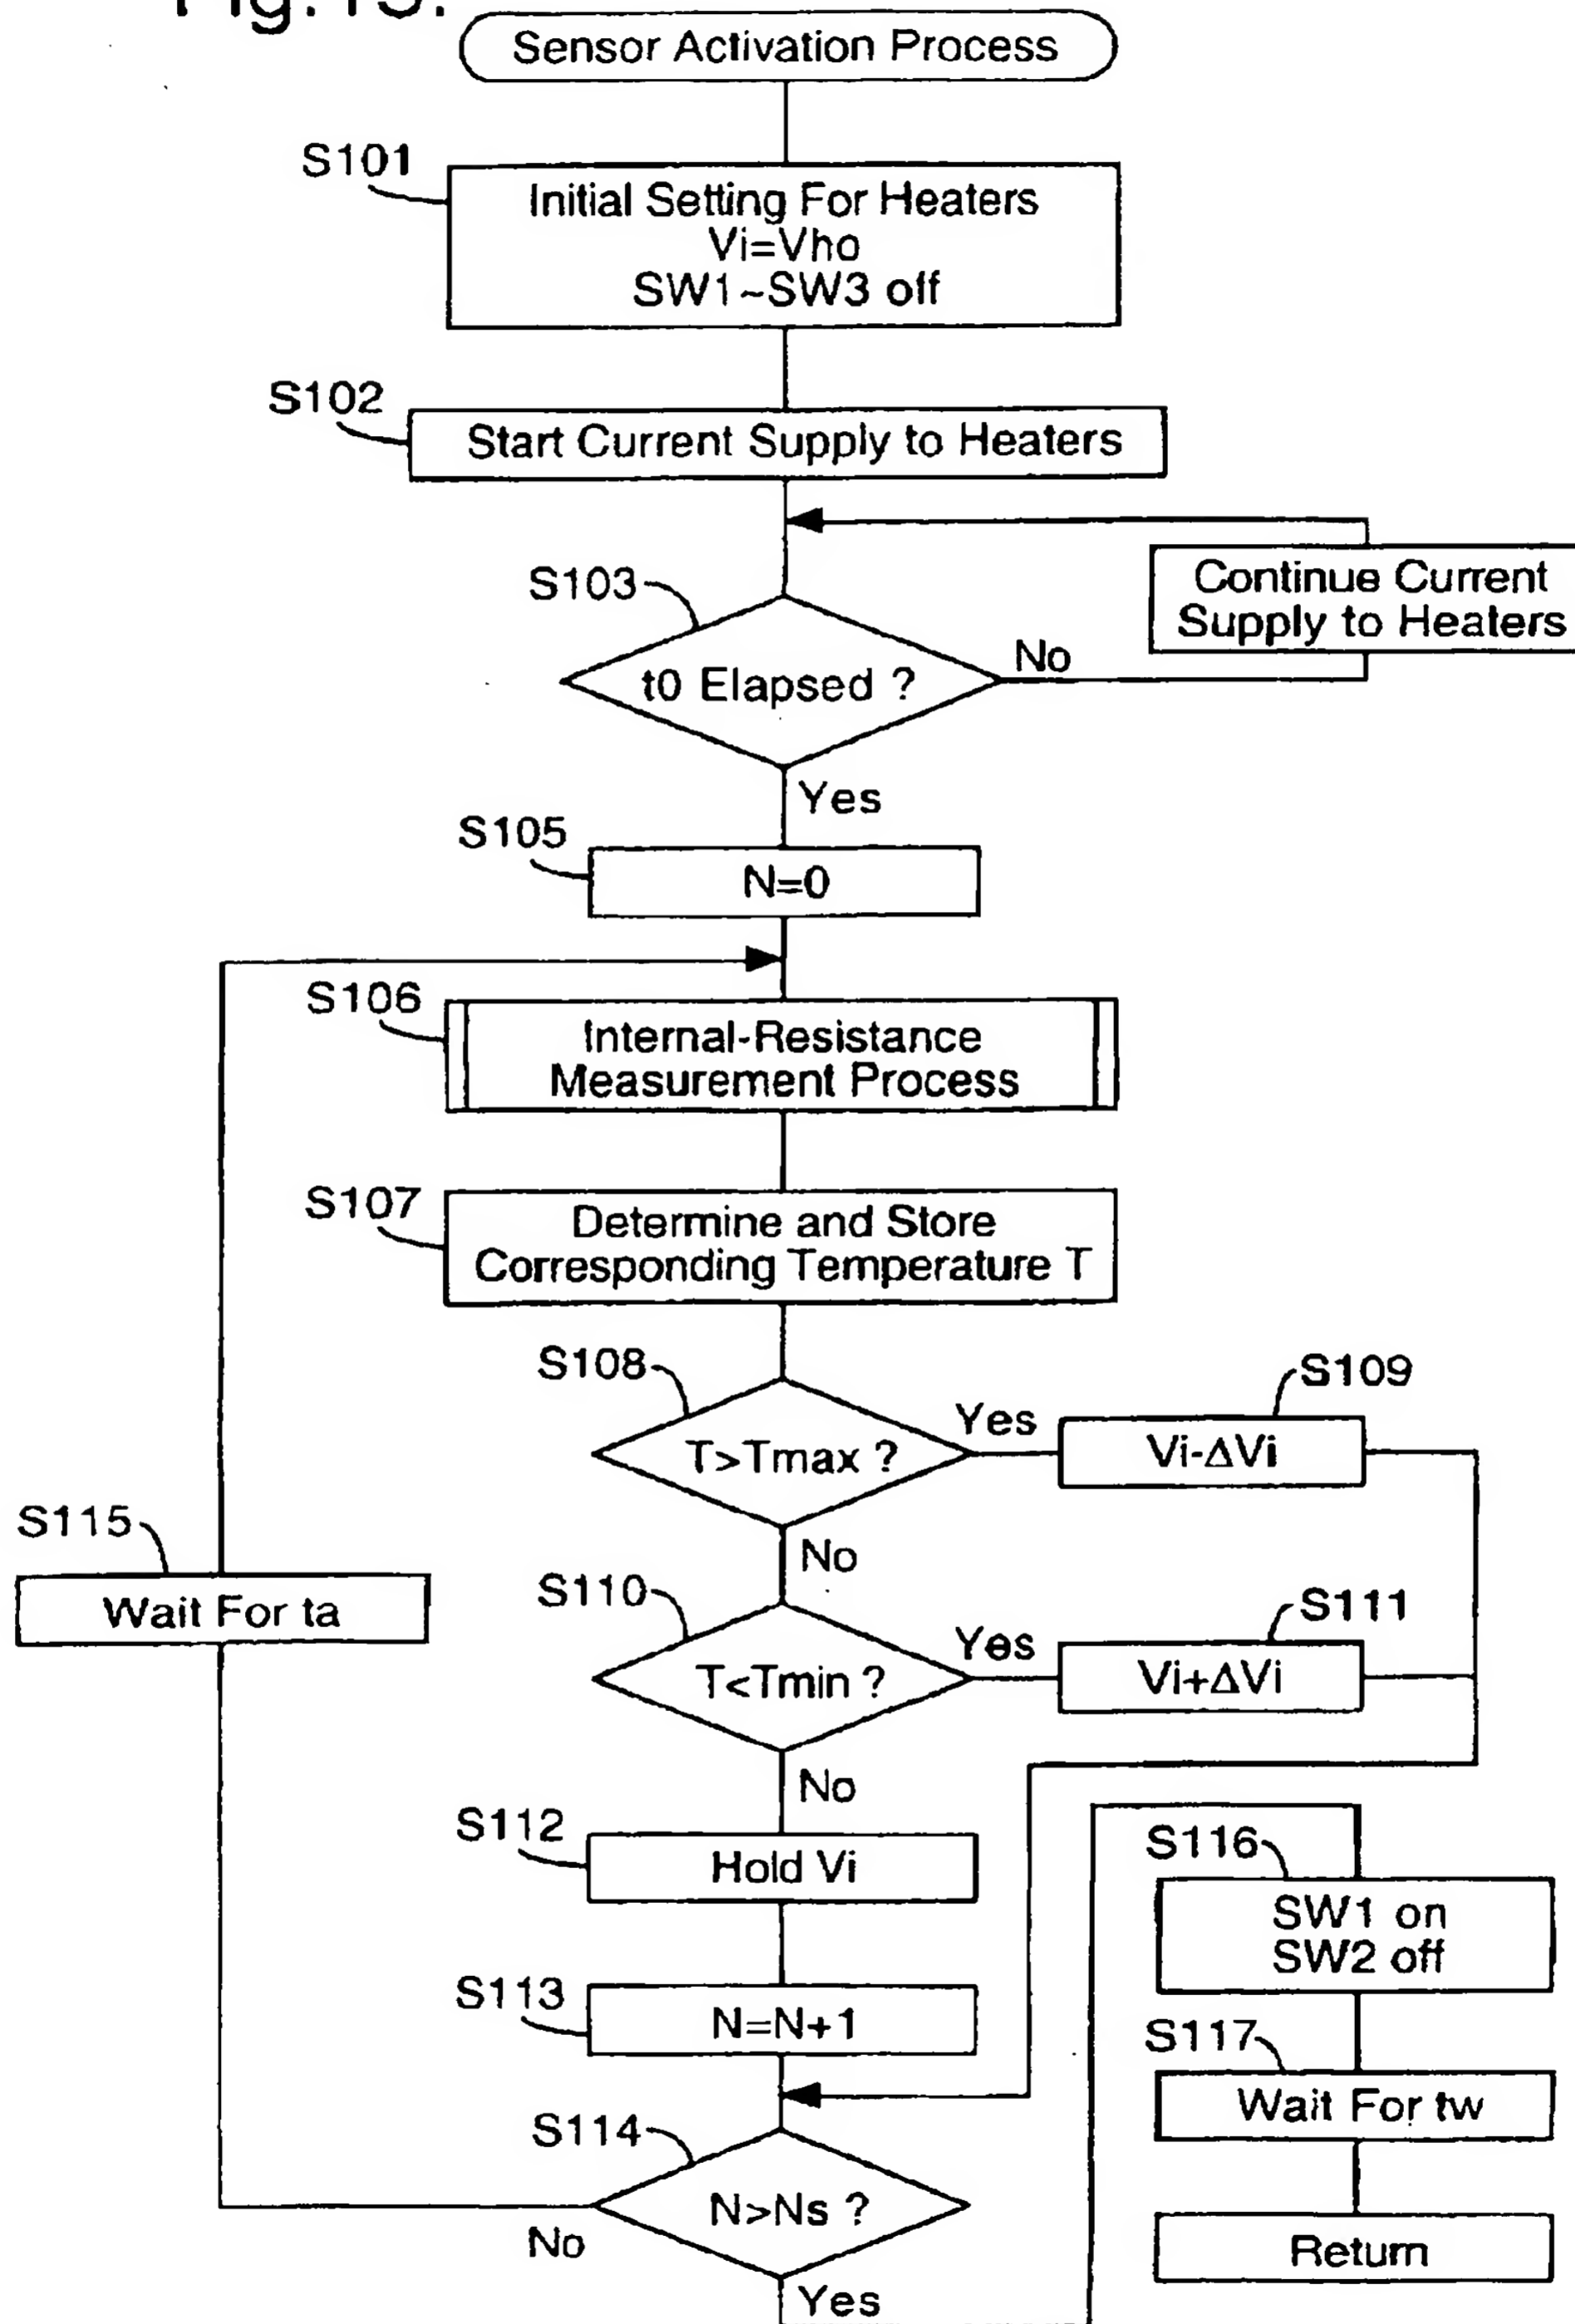 Fig.13.
Sensor Activation Process
S101
Initial Setting For Heaters
Vi=Vho
SW1~SW3 off
S102
Start Current Supply to Heaters
Continue Current
Supply to Heaters
S103
t0 Elapsed ?
No
Yes
S105
N=0
S106
Internal-Resistance
Measurement Process
S107
Determine and Store
Corresponding Temperature T
S108
T>Tmax ?
Yes
S109
Vi-ΔVi
No
S115
Wait For ta
S110
T<Tmin ?
Yes
S111
Vi+ΔVi
No
S112
Hold Vi
S113
N=N+1
S114
N>Ns ?
No
Yes
S116
SW1 on
SW2 off
S117
Wait For tw
Return